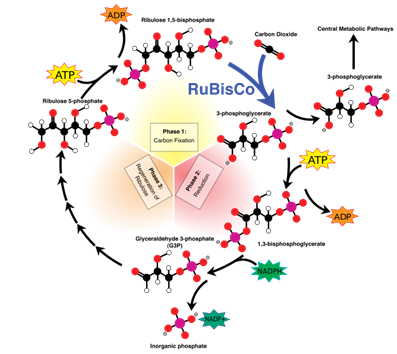 ADP
Ribulose 1,5-bisphosphate
Carbon Dioxide
Central Metabolic Pathways
ATP
RuBisCo
3-phosphoglycerate
Ribulose 5-phosphate
3-phosphoglycerate
Phase 1:
Carbon Fixation
ATP
Phase 3:
Regeneration of
Ribulose
Phase 2:
Reduction
ADP
Glyceraldehyde 3-phosphate
(G3P)
1,3-bisphosphoglycerate
NADPH
NADP+
Inorganic phosphate